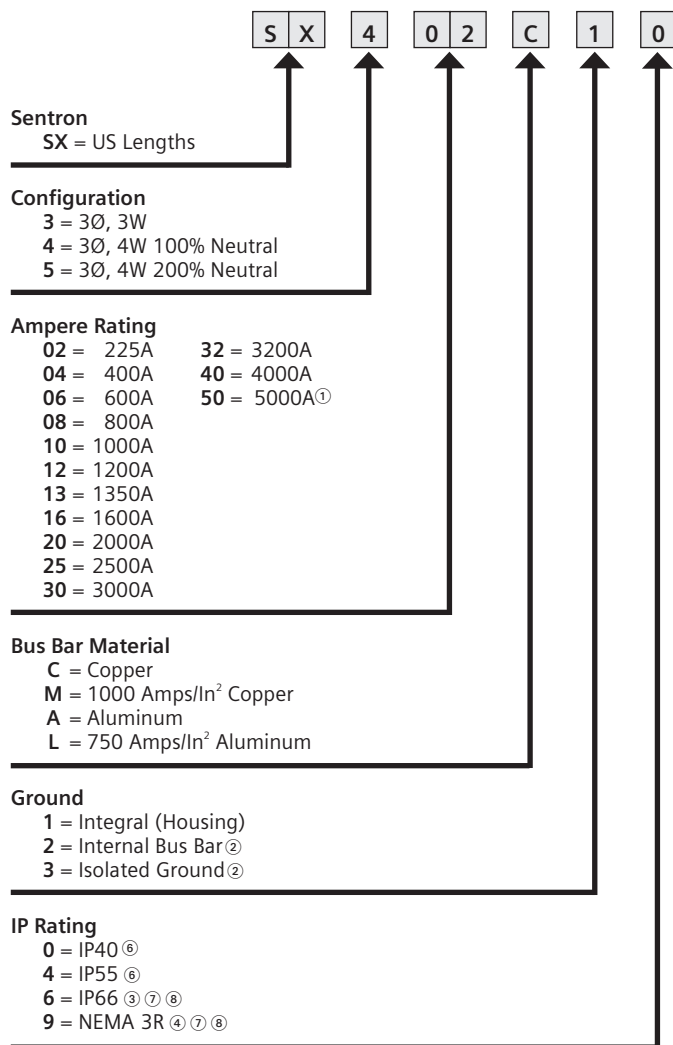 S X 4 0 2 C 1 0
Sentron
SX = US Lengths
Configuration
3 = 3Ø, 3W
4 = 3Ø, 4W 100% Neutral
5 = 3Ø, 4W 200% Neutral
Ampere Rating
02 = 225A 32 = 3200A
04 = 400A 40 = 4000A
06 = 600A 50 = 5000A①
08 = 800A
10 = 1000A
12 = 1200A
13 = 1350A
16 = 1600A
20 = 2000A
25 = 2500A
30 = 3000A
Bus Bar Material
C = Copper
M = 1000 Amps/In² Copper
A = Aluminum
L = 750 Amps/In² Aluminum
Ground
1 = Integral (Housing)
2 = Internal Bus Bar②
3 = Isolated Ground②
IP Rating
0 = IP40⑥
4 = IP55⑥
6 = IP66③⑦⑧
9 = NEMA 3R④⑦⑧